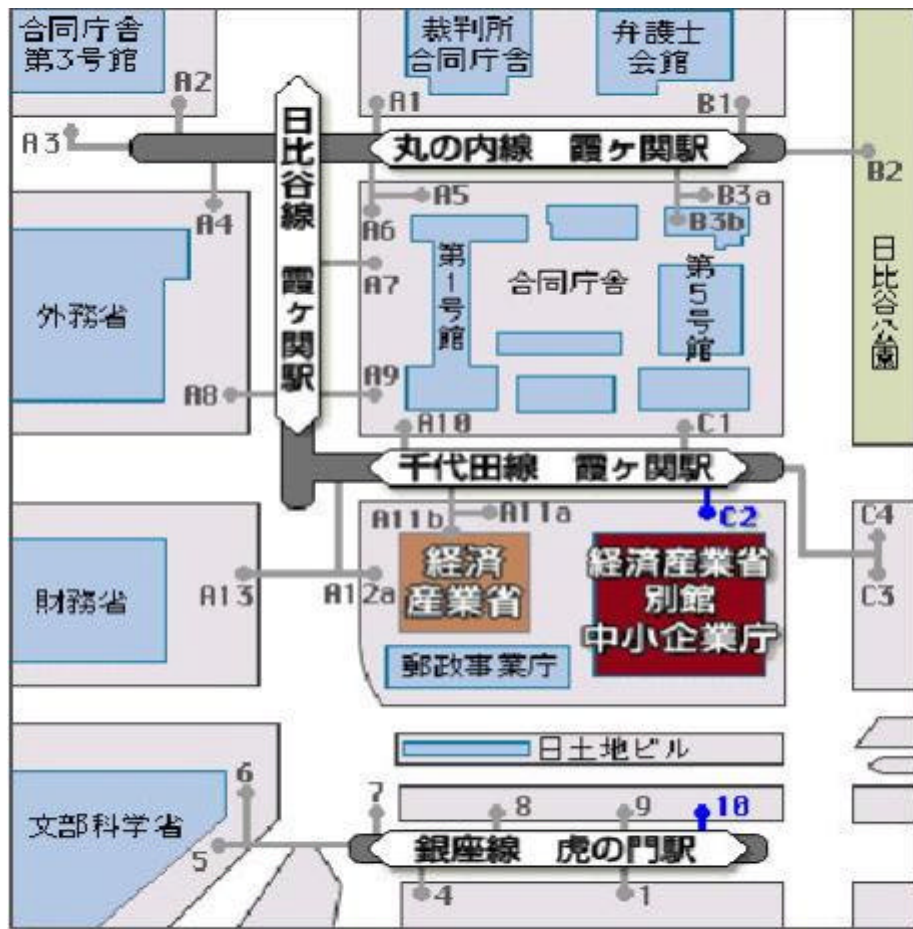 合同庁舎
第3号館
裁判所
合同庁舎
弁護士
会館
A2
A1
B1
A3
日比谷線 霞ヶ関駅
丸の内線 霞ヶ関駅
B2
A4
A5
A6
B3a
B3b
A7
第1号館
合同庁舎
第5号館
日比谷公園
外務省
A8
A9
A10
C1
千代田線 霞ヶ関駅
A11b
A11a
C2
C4
経済
産業省
経済産業省
別館
中小企業庁
財務省
A13
A12a
C3
郵政事業庁
日土地ビル
6
7
8
9
10
文部科学省
5
銀座線 虎の門駅
4
1